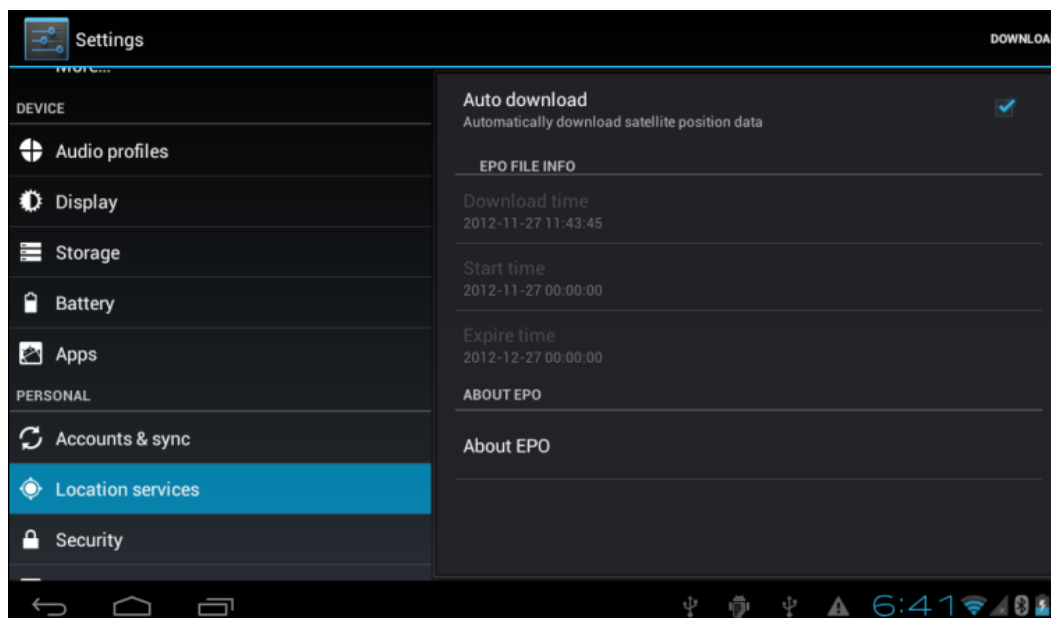 Settings
DOWNLOA
More...
DEVICE
Audio profiles
Display
Storage
Battery
Apps
PERSONAL
Accounts & sync
Location services
Security
Auto download
Automatically download satellite position data
EPO FILE INFO
Download time
2012-11-27 11:43:45
Start time
2012-11-27 00:00:00
Expire time
2012-12-27 00:00:00
ABOUT EPO
About EPO
6:41